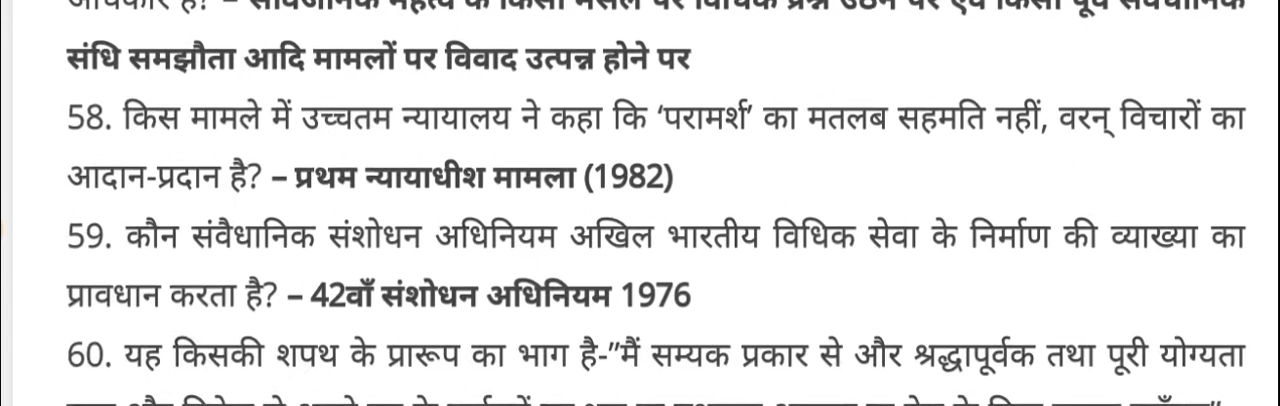 संधि समझौता आदि मामलों पर विवाद उत्पन्न होने पर
58. किस मामले में उच्चतम न्यायालय ने कहा कि ‘परामर्श’ का मतलब सहमति नहीं, वरन् विचारों का
आदान-प्रदान है? – प्रथम न्यायाधीश मामला (1982)
59. कौन संवैधानिक संशोधन अधिनियम अखिल भारतीय विधिक सेवा के निर्माण की व्याख्या का
प्रावधान करता है? – 42वाँ संशोधन अधिनियम 1976
60. यह किसकी शपथ के प्रारूप का भाग है-”मैं सम्यक प्रकार से और श्रद्धापूर्वक तथा पूरी योग्यता